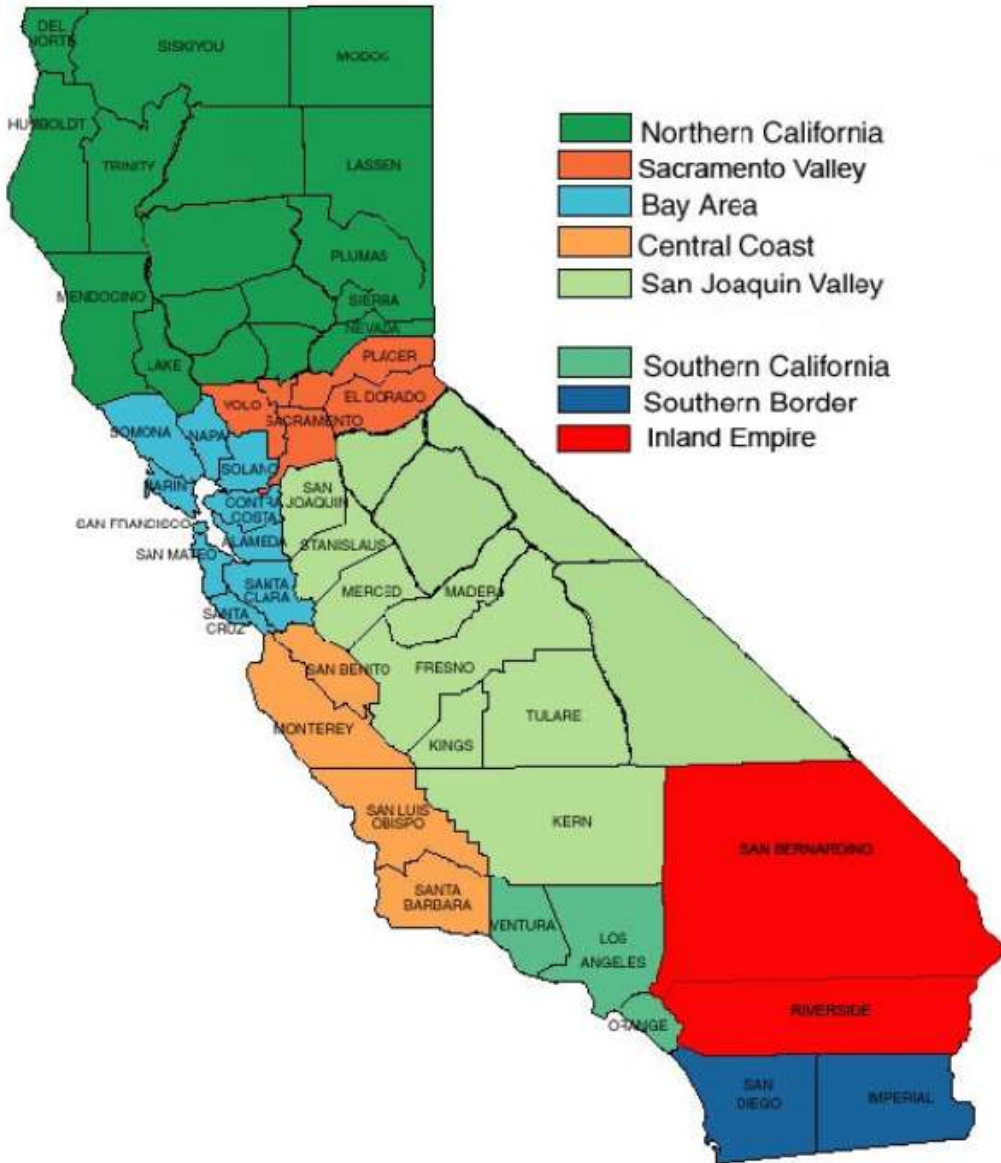 DEL
NORTE
SISKIYOU
MODOC
HUMBOLDT
TRINITY
LASSEN
PLUMAS
MENDOCINO
SIERRA
NEVADA
LAKE
PLACER
YOLO
EL DORADO
SACRAMENTO
SOMONA
NAPA
SOLANO
MARIN
SAN
JOAQUIN
CONTRA
COSTA
SAN FRANCISCO
ALAMEDA
STANISLAUS
SAN MATEO
SANTA
CLARA
MERCED
MADERA
SANTA
CRUZ
SAN BENITO
FRESNO
MONTEREY
TULARE
KINGS
SAN LUIS
OBISPO
KERN
SAN BERNARDINO
SANTA
BARBARA
VENTURA
LOS
ANGELES
RIVERSIDE
ORANGE
SAN
DIEGO
IMPERIAL
Northern California
Sacramento Valley
Bay Area
Central Coast
San Joaquin Valley
Southern California
Southern Border
Inland Empire